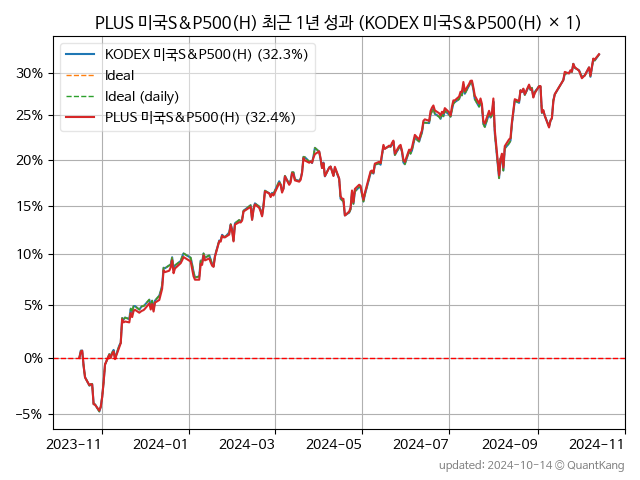 PLUS 미국S&P500(H) 최근 1년 성과 (KODEX 미국S&P500(H) × 1)
KODEX 미국S&P500(H) (32.3%)
Ideal
Ideal (daily)
PLUS 미국S&P500(H) (32.4%)
30%
25%
20%
15%
10%
5%
0%
−5%
2023-11 2024-01 2024-03 2024-05 2024-07 2024-09 2024-11
updated: 2024-10-14 © QuantKang